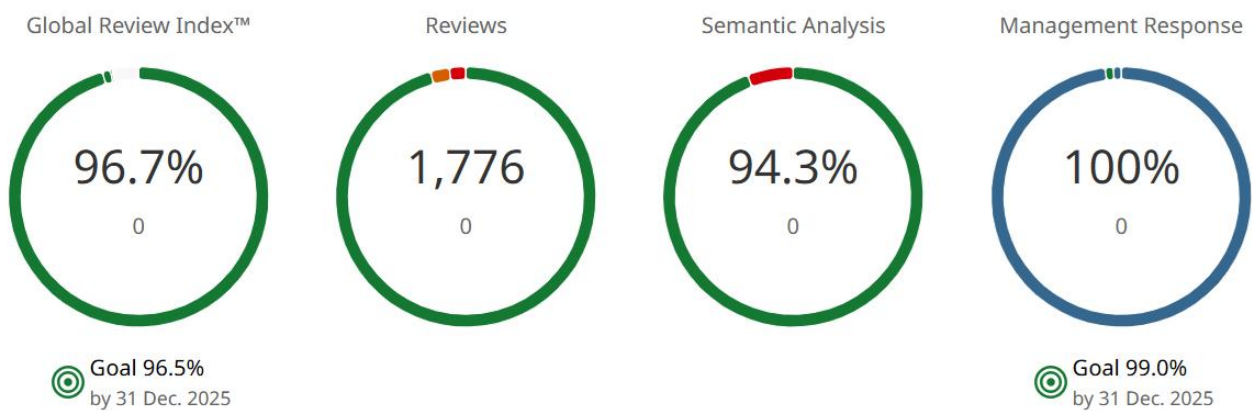 Global Review Index™
Reviews
Semantic Analysis
Management Response
96.7%
1,776
94.3%
100%
0
0
0
0
Goal 96.5%
by 31 Dec. 2025
Goal 99.0%
by 31 Dec. 2025